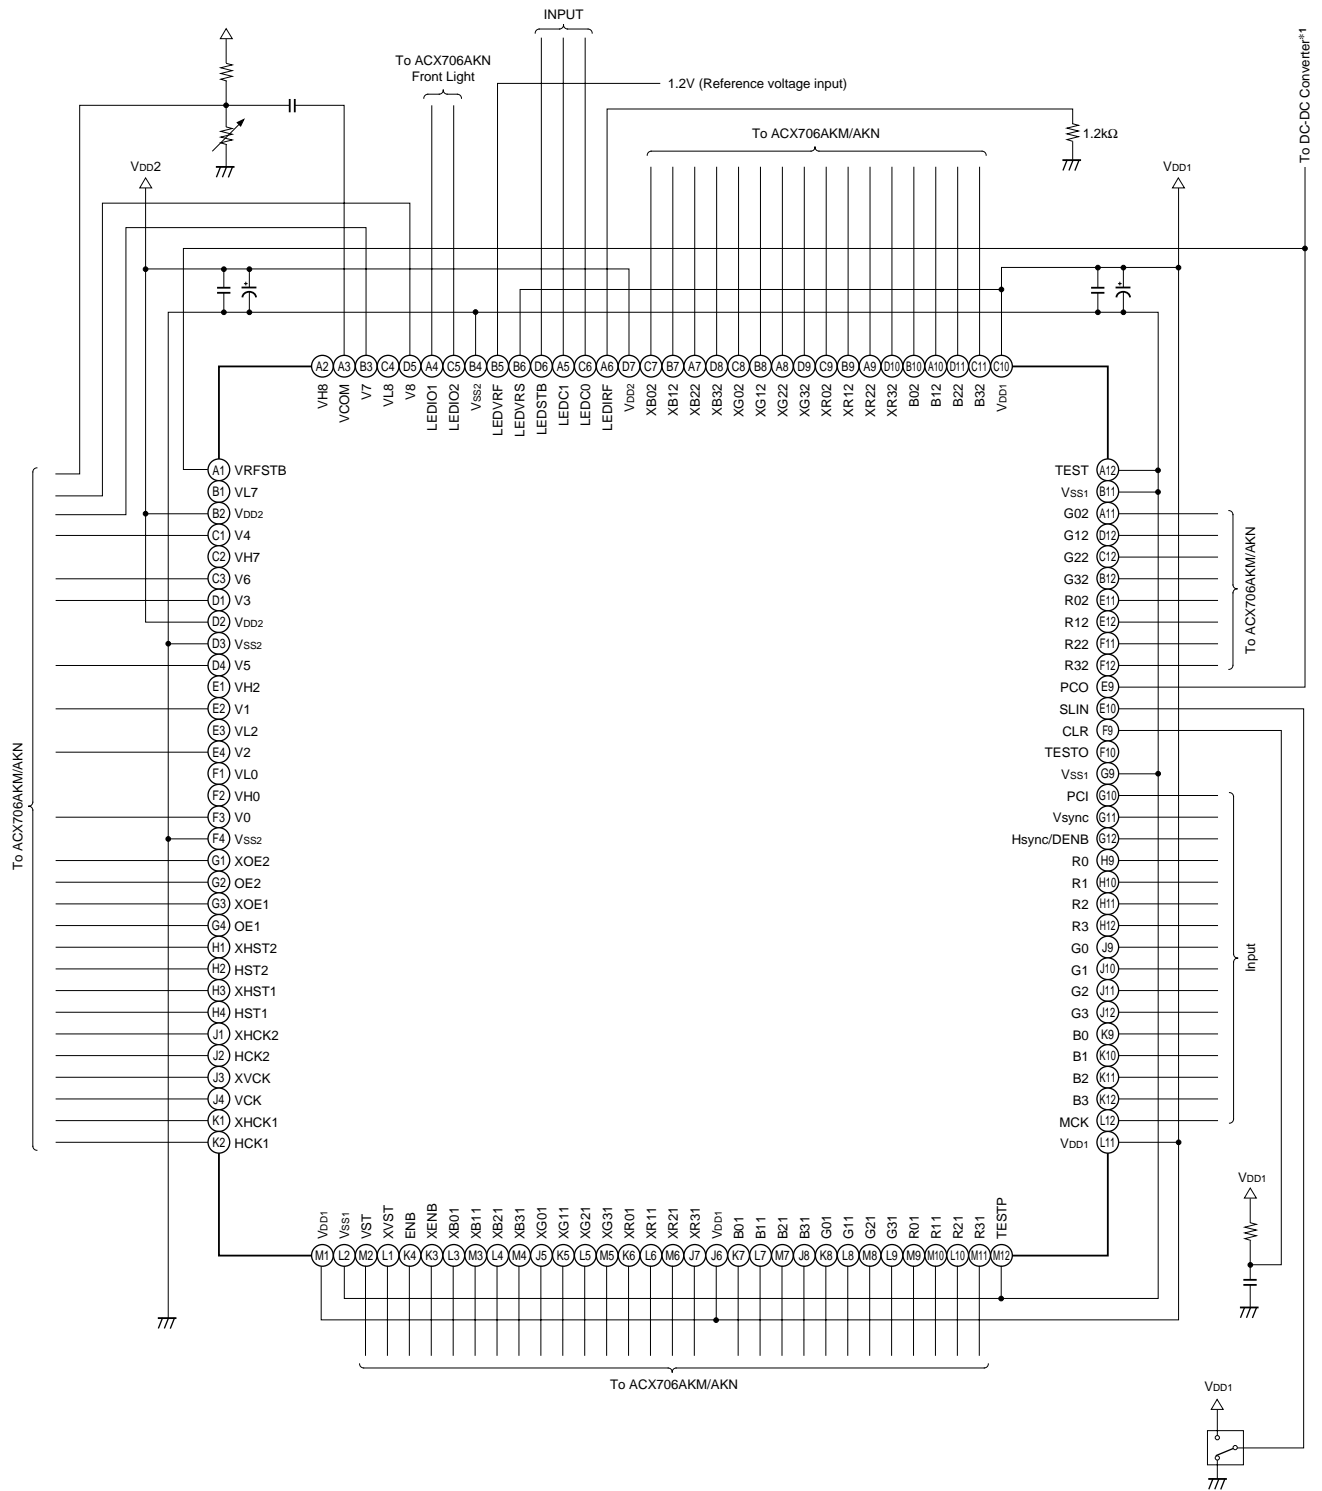 INPUT
To ACX706AKN
Front Light
1.2V (Reference voltage input)
To DC-DC Converter*1
To ACX706AKM/AKN
1.2kΩ
VDD2
VDD1
+
+
A2 A3 B3 C4 D5 A4 C5 B4 B5 B6 D6 A5 C6 A6 D7 C7 B7 A7 D8 C8 B8 A8 D9 C9 B9 A9 D10 B10 A10 D11 C11 C10
VH8 VCOM V7 VL8 V8 LEDIO1 LEDIO2 VSS2 LEDVRF LEDVRS LEDSTB LEDC1 LEDC0 LEDIRF VDD2 XB02 XB12 XB22 XB32 XG02 XG12 XG22 XG32 XR02 XR12 XR22 XR32 B02 B12 B22 B32 VDD1
To ACX706AKM/AKN
A1 VRFSTB
B1 VL7
B2 VDD2
C1 V4
C2 VH7
C3 V6
D1 V3
D2 VDD2
D3 VSS2
D4 V5
E1 VH2
E2 V1
E3 VL2
E4 V2
F1 VL0
F2 VH0
F3 V0
F4 VSS2
G1 XOE2
G2 OE2
G3 XOE1
G4 OE1
H1 XHST2
H2 HST2
H3 XHST1
H4 HST1
J1 XHCK2
J2 HCK2
J3 XVCK
J4 VCK
K1 XHCK1
K2 HCK1
TEST A12
VSS1 B11
G02 A11
G12 D12
G22 C12
G32 B12
R02 E11
R12 E12
R22 F11
R32 F12
PCO E9
SLIN E10
CLR F9
TESTO F10
VSS1 G9
PCI G10
Vsync G11
Hsync/DENB G12
R0 H9
R1 H10
R2 H11
R3 H12
G0 J9
G1 J10
G2 J11
G3 J12
B0 K9
B1 K10
B2 K11
B3 K12
MCK L12
VDD1 L11
To ACX706AKM/AKN
Input
VDD1 VSS1 VST XVST ENB XENB XB01 XB11 XB21 XB31 XG01 XG11 XG21 XG31 XR01 XR11 XR21 XR31 VDD1 B01 B11 B21 B31 G01 G11 G21 G31 R01 R11 R21 R31 TESTP
M1 L2 M2 L1 K4 K3 L3 M3 L4 M4 J5 K5 L5 M5 K6 L6 M6 J7 J6 K7 L7 M7 J8 K8 L8 M8 L9 M9 M10 L10 M11 M12
VDD1
To ACX706AKM/AKN
VDD1